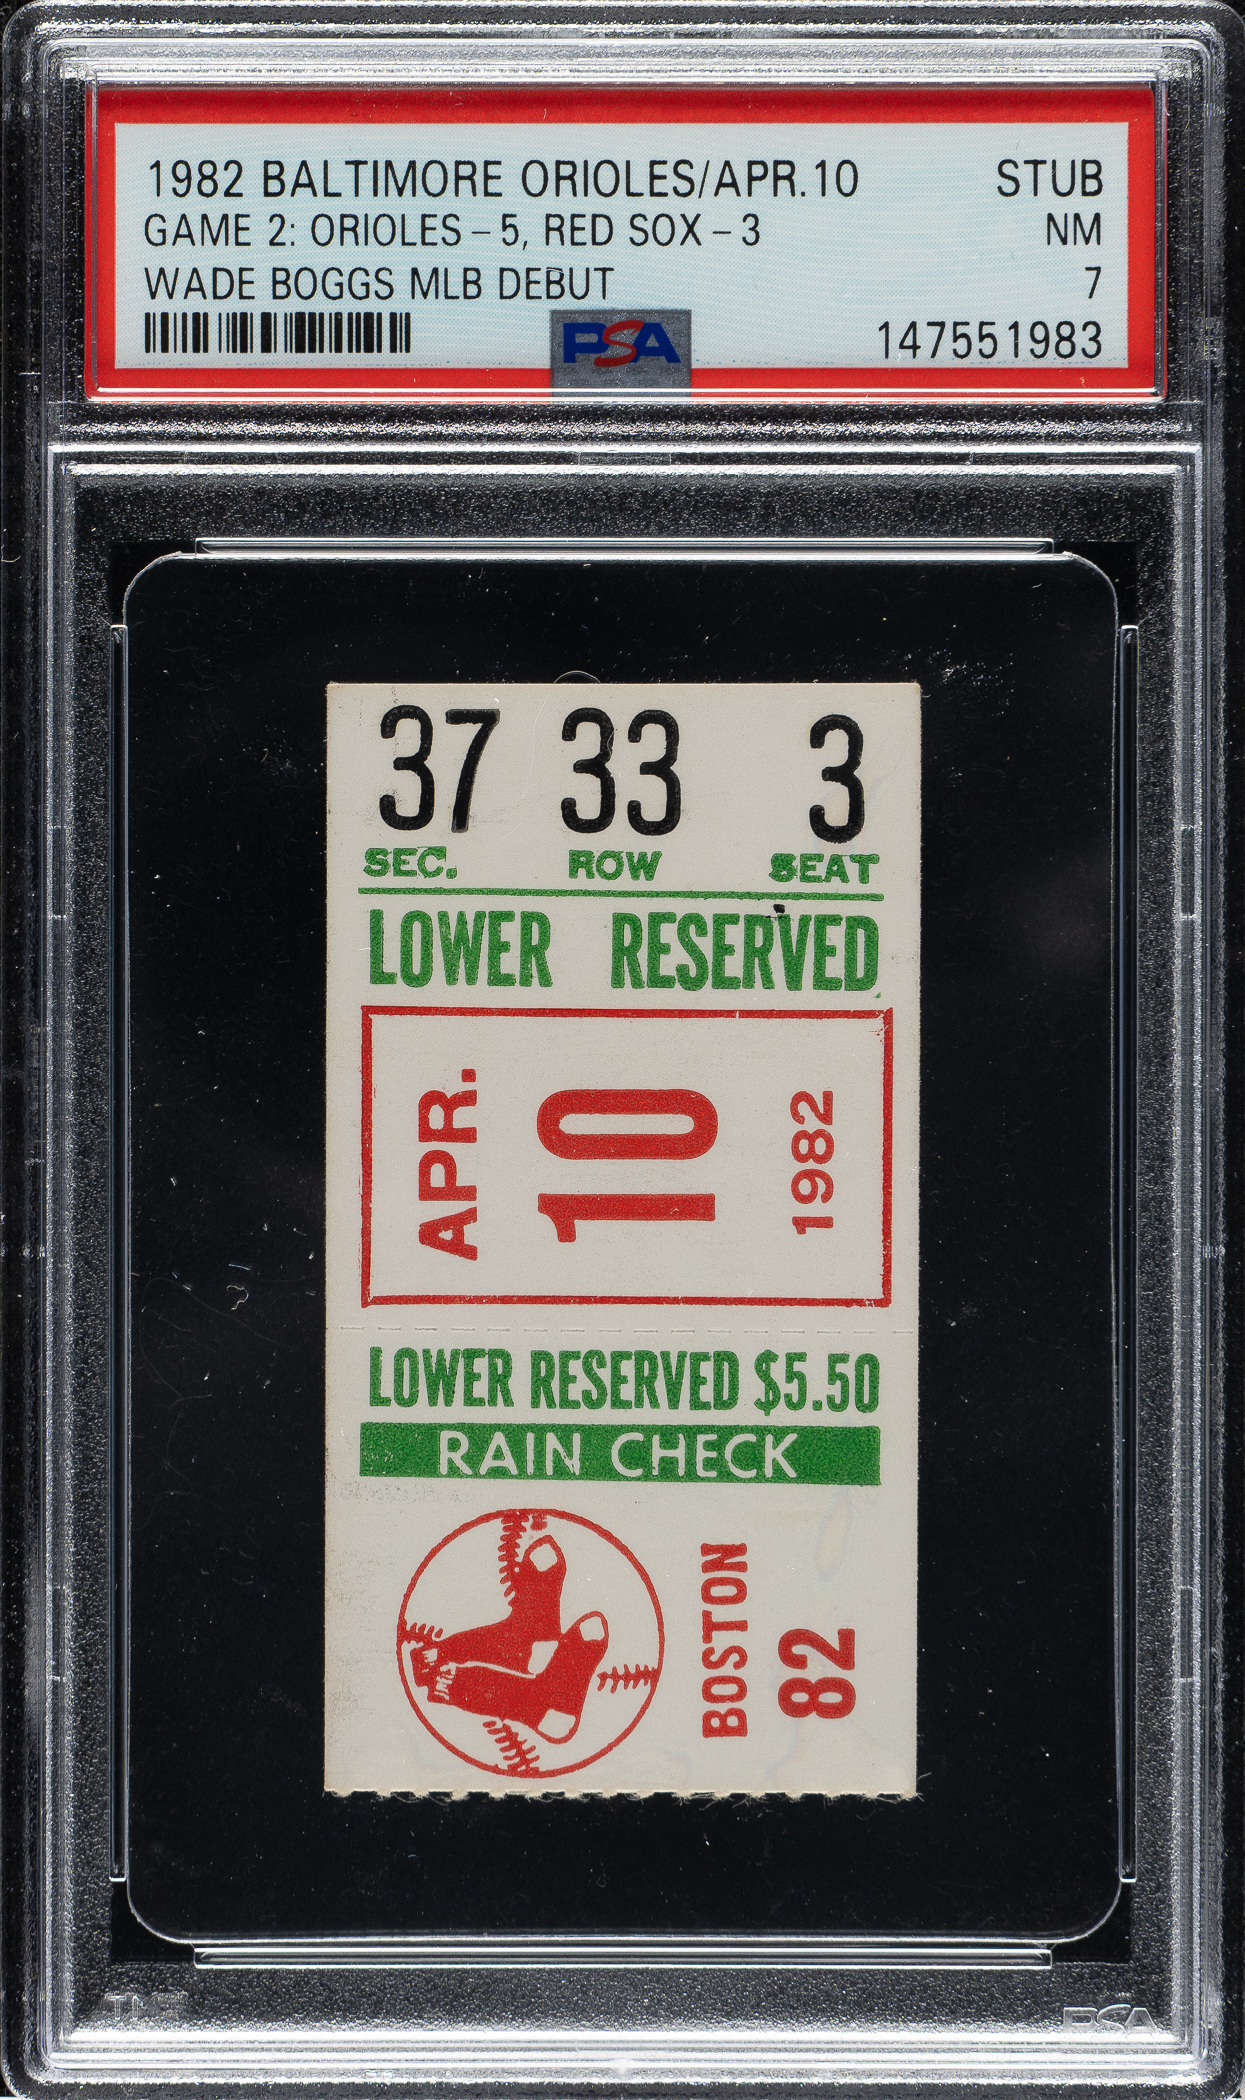 1982 BALTIMORE ORIOLES/APR.10 STUB
GAME 2: ORIOLES – 5, RED SOX – 3 NM
WADE BOGGS MLB DEBUT 7
PSA 147551983
37 33 3
SEC. ROW SEAT
LOWER RESERVED
APR.
10
1982
LOWER RESERVED $5.50
RAIN CHECK
BOSTON
82
PSA